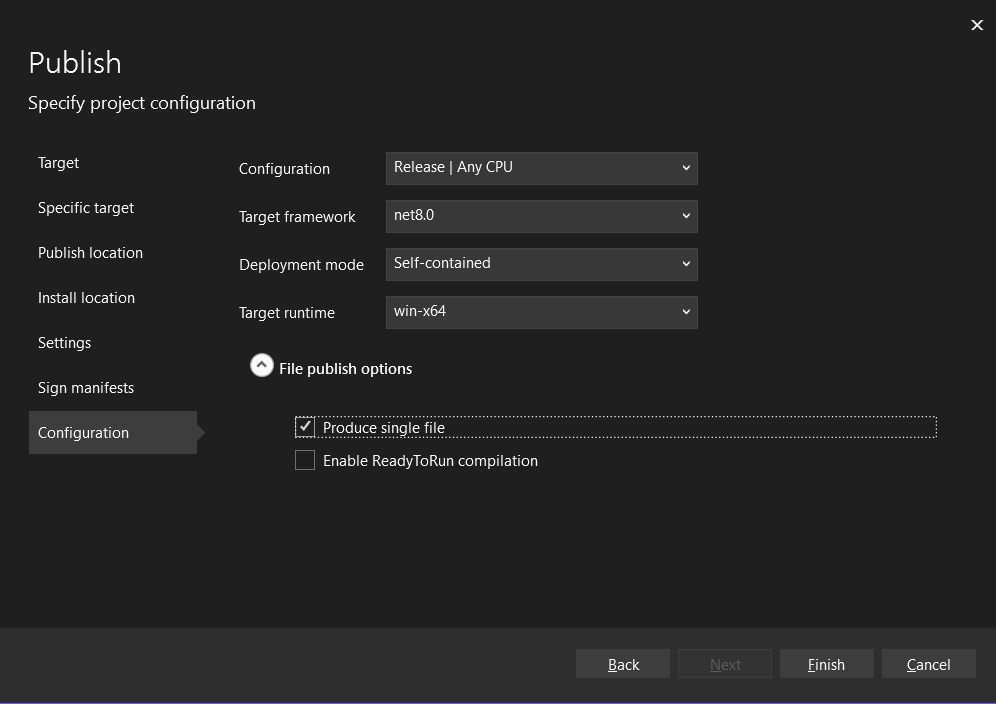 Publish
Specify project configuration
Target
Specific target
Publish location
Install location
Settings
Sign manifests
Configuration
Configuration Release | Any CPU
Target framework net8.0
Deployment mode Self-contained
Target runtime win-x64
File publish options
Produce single file
Enable ReadyToRun compilation
Back Next Finish Cancel